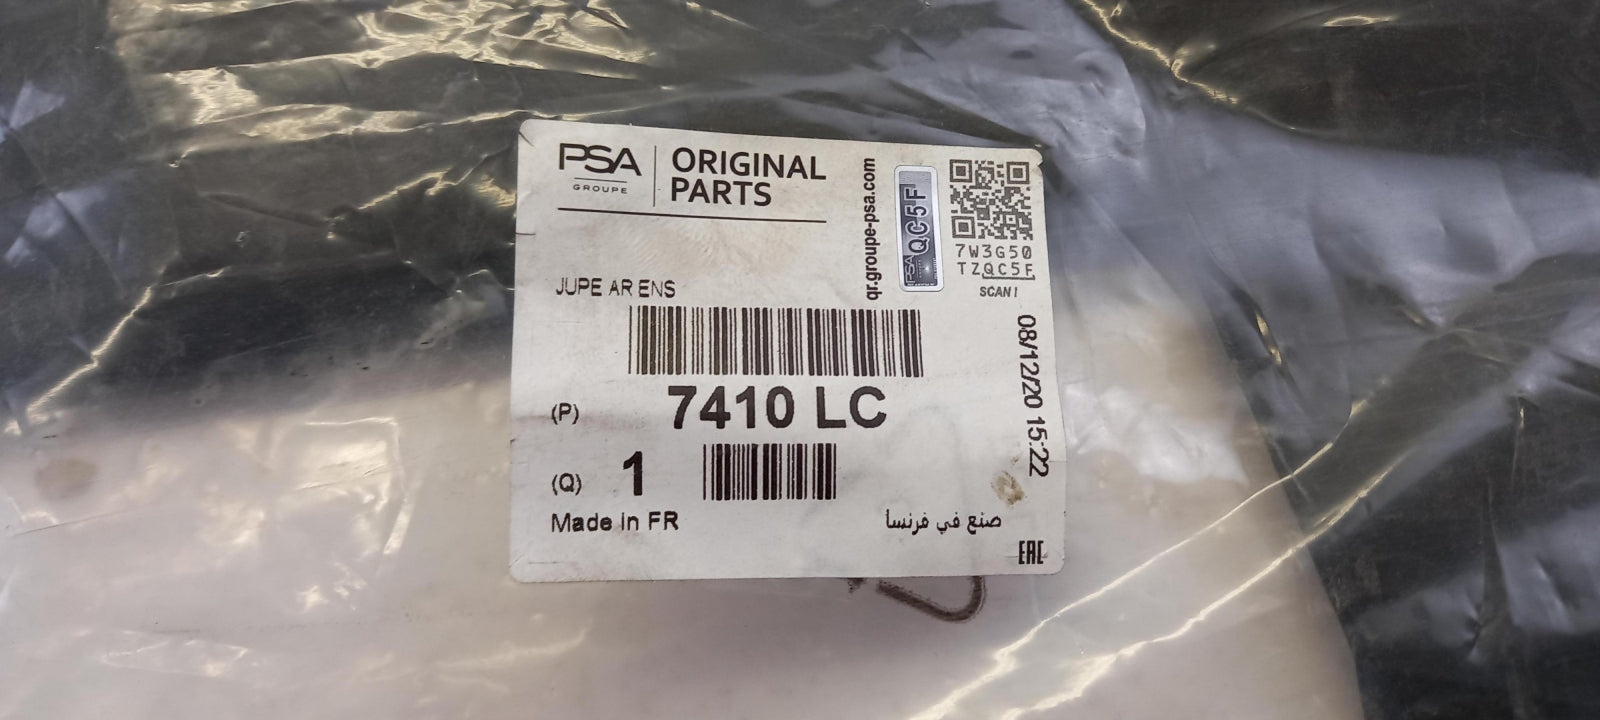 PSA
GROUPE
ORIGINAL
PARTS
qr.groupe-psa.com
PSA QC5F
7W3G50
TZQC5F
SCAN!
JUPE AR ENS
08/12/20 15:22
(P) 7410 LC
(Q) 1
Made in FR
صنع في فرنسا
EAC